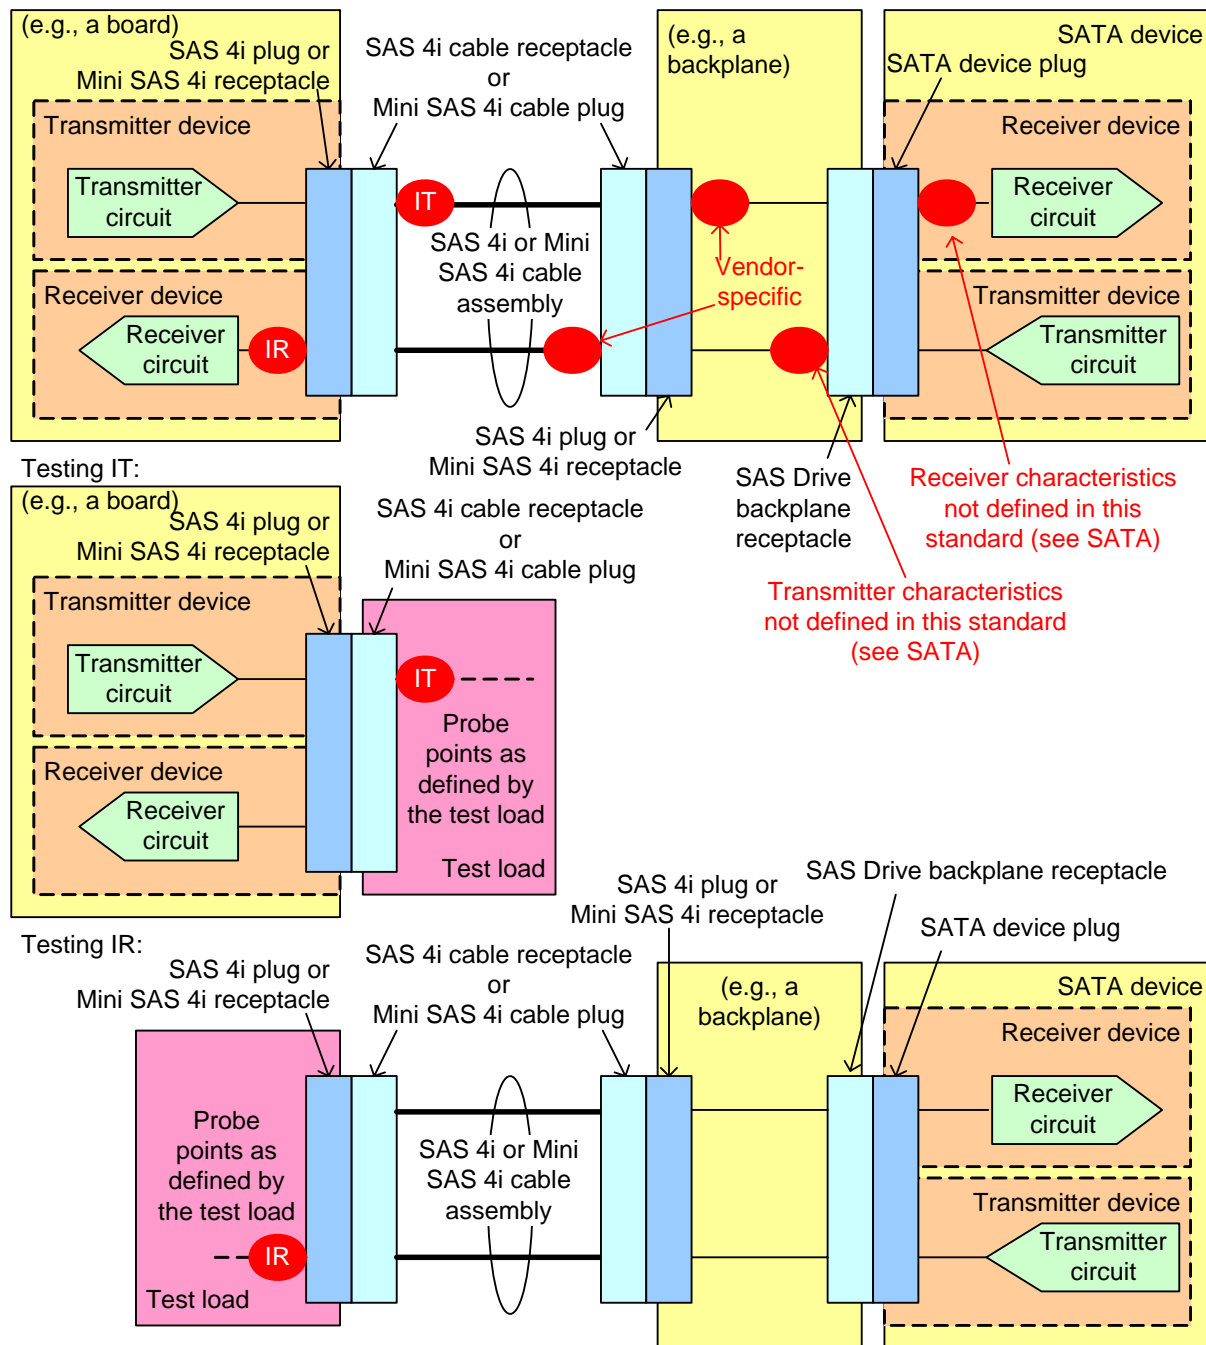 (e.g., a board)
SAS 4i plug or
Mini SAS 4i receptacle
SAS 4i cable receptacle
or
Mini SAS 4i cable plug
(e.g., a
backplane)
SATA device
SATA device plug
Transmitter device
Transmitter
circuit
Receiver device
Receiver
circuit
IR
IT
SAS 4i or Mini
SAS 4i cable
assembly
Vendor-
specific
Receiver device
Receiver
circuit
Transmitter device
Transmitter
circuit
SAS 4i plug or
Mini SAS 4i receptacle
SAS Drive
backplane
receptacle
Receiver characteristics
not defined in this
standard (see SATA)
Transmitter characteristics
not defined in this standard
(see SATA)
Testing IT:
(e.g., a board)
SAS 4i plug or
Mini SAS 4i receptacle
SAS 4i cable receptacle
or
Mini SAS 4i cable plug
Transmitter device
Transmitter
circuit
Receiver device
Receiver
circuit
IT
Probe
points as
defined by
the test load
Test load
Testing IR:
SAS 4i plug or
Mini SAS 4i receptacle
SAS 4i cable receptacle
or
Mini SAS 4i cable plug
SAS 4i plug or
Mini SAS 4i receptacle
SAS Drive backplane receptacle
SATA device plug
(e.g., a
backplane)
SATA device
Probe
points as
defined by
the test load
IR
Test load
SAS 4i or Mini
SAS 4i cable
assembly
Receiver device
Receiver
circuit
Transmitter device
Transmitter
circuit